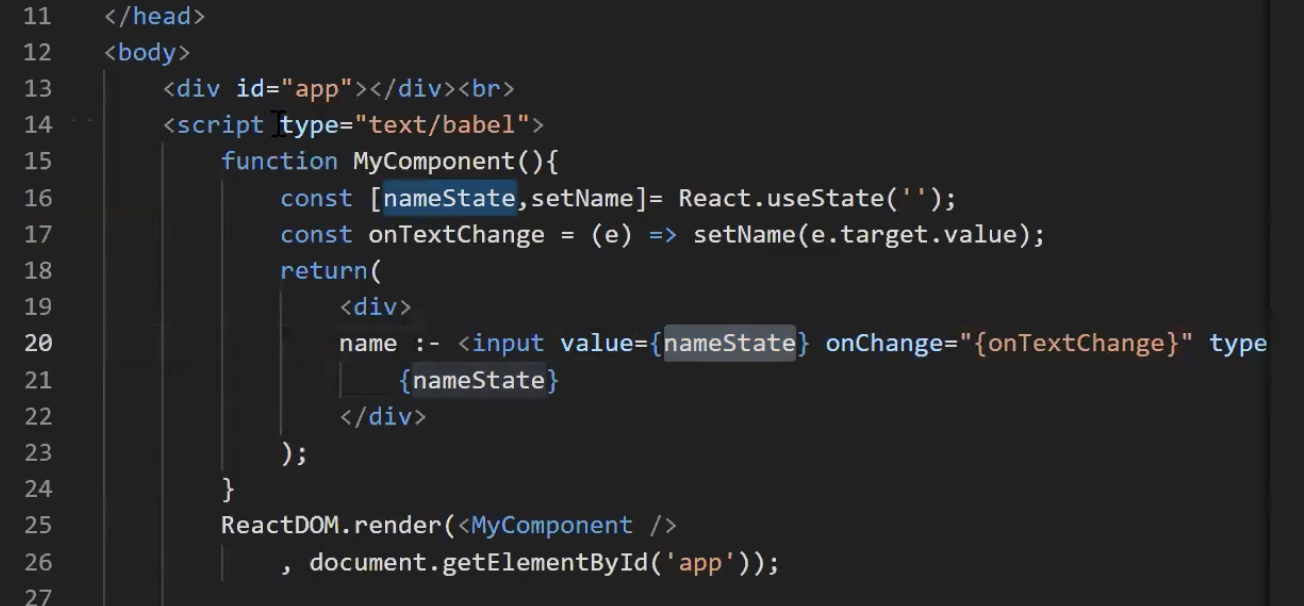 11 </head>
12 <body>
13 <div id="app"></div><br>
14 <script type="text/babel">
15 function MyComponent(){
16 const [nameState,setName]= React.useState('');
17 const onTextChange = (e) => setName(e.target.value);
18 return(
19 <div>
20 name :- <input value={nameState} onChange="{onTextChange}" type
21 {nameState}
22 </div>
23 );
24 }
25 ReactDOM.render(<MyComponent />
26 , document.getElementById('app'));
27